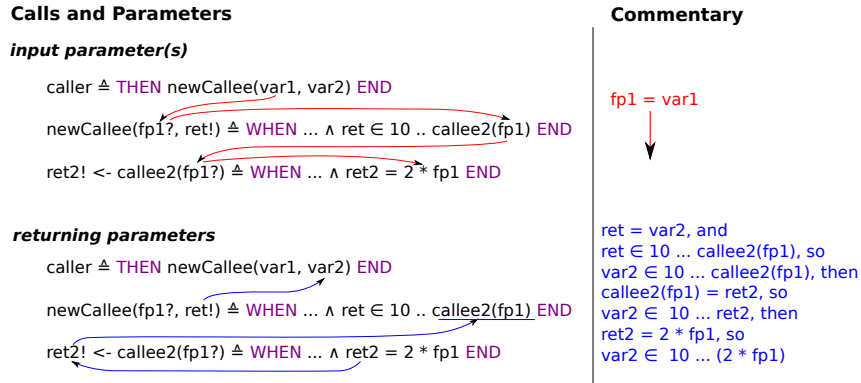 Calls and Parameters
input parameter(s)
caller ≙ THEN newCallee(var1, var2) END
newCallee(fp1?, ret!) ≙ WHEN ... ∧ ret ∈ 10 .. callee2(fp1) END
ret2! <- callee2(fp1?) ≙ WHEN ... ∧ ret2 = 2 * fp1 END
returning parameters
caller ≙ THEN newCallee(var1, var2) END
newCallee(fp1?, ret!) ≙ WHEN ... ∧ ret ∈ 10 .. callee2(fp1) END
ret2! <- callee2(fp1?) ≙ WHEN ... ∧ ret2 = 2 * fp1 END
Commentary
fp1 = var1
ret = var2, and
ret ∈ 10 ... callee2(fp1), so
var2 ∈ 10 ... callee2(fp1), then
callee2(fp1) = ret2, so
var2 ∈ 10 ... ret2, then
ret2 = 2 * fp1, so
var2 ∈ 10 ... (2 * fp1)